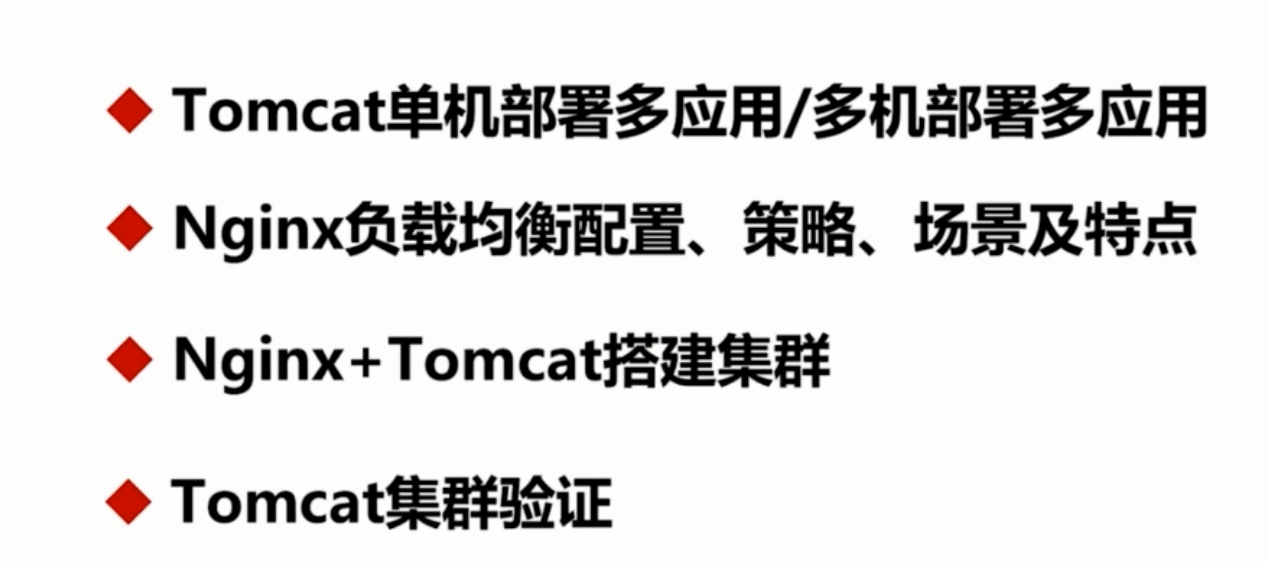 Tomcat单机部署多应用/多机部署多应用
Nginx负载均衡配置、策略、场景及特点
Nginx+Tomcat搭建集群
Tomcat集群验证